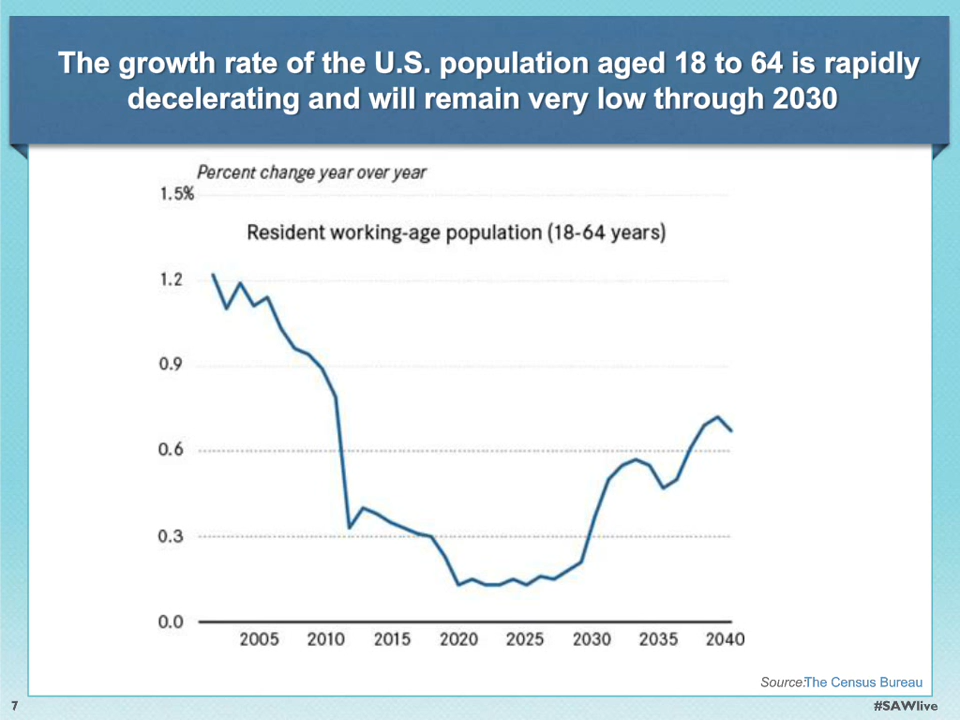 The growth rate of the U.S. population aged 18 to 64 is rapidly
decelerating and will remain very low through 2030
Percent change year over year
1.5%
Resident working-age population (18-64 years)
1.2
0.9
0.6
0.3
0.0
2005 2010 2015 2020 2025 2030 2035 2040
Source:The Census Bureau
7
#SAWlive